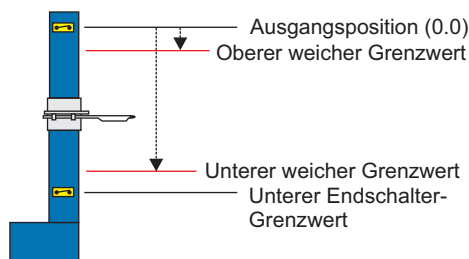 Ausgangsposition (0.0)
Oberer weicher Grenzwert
Unterer weicher Grenzwert
Unterer Endschalter-
Grenzwert